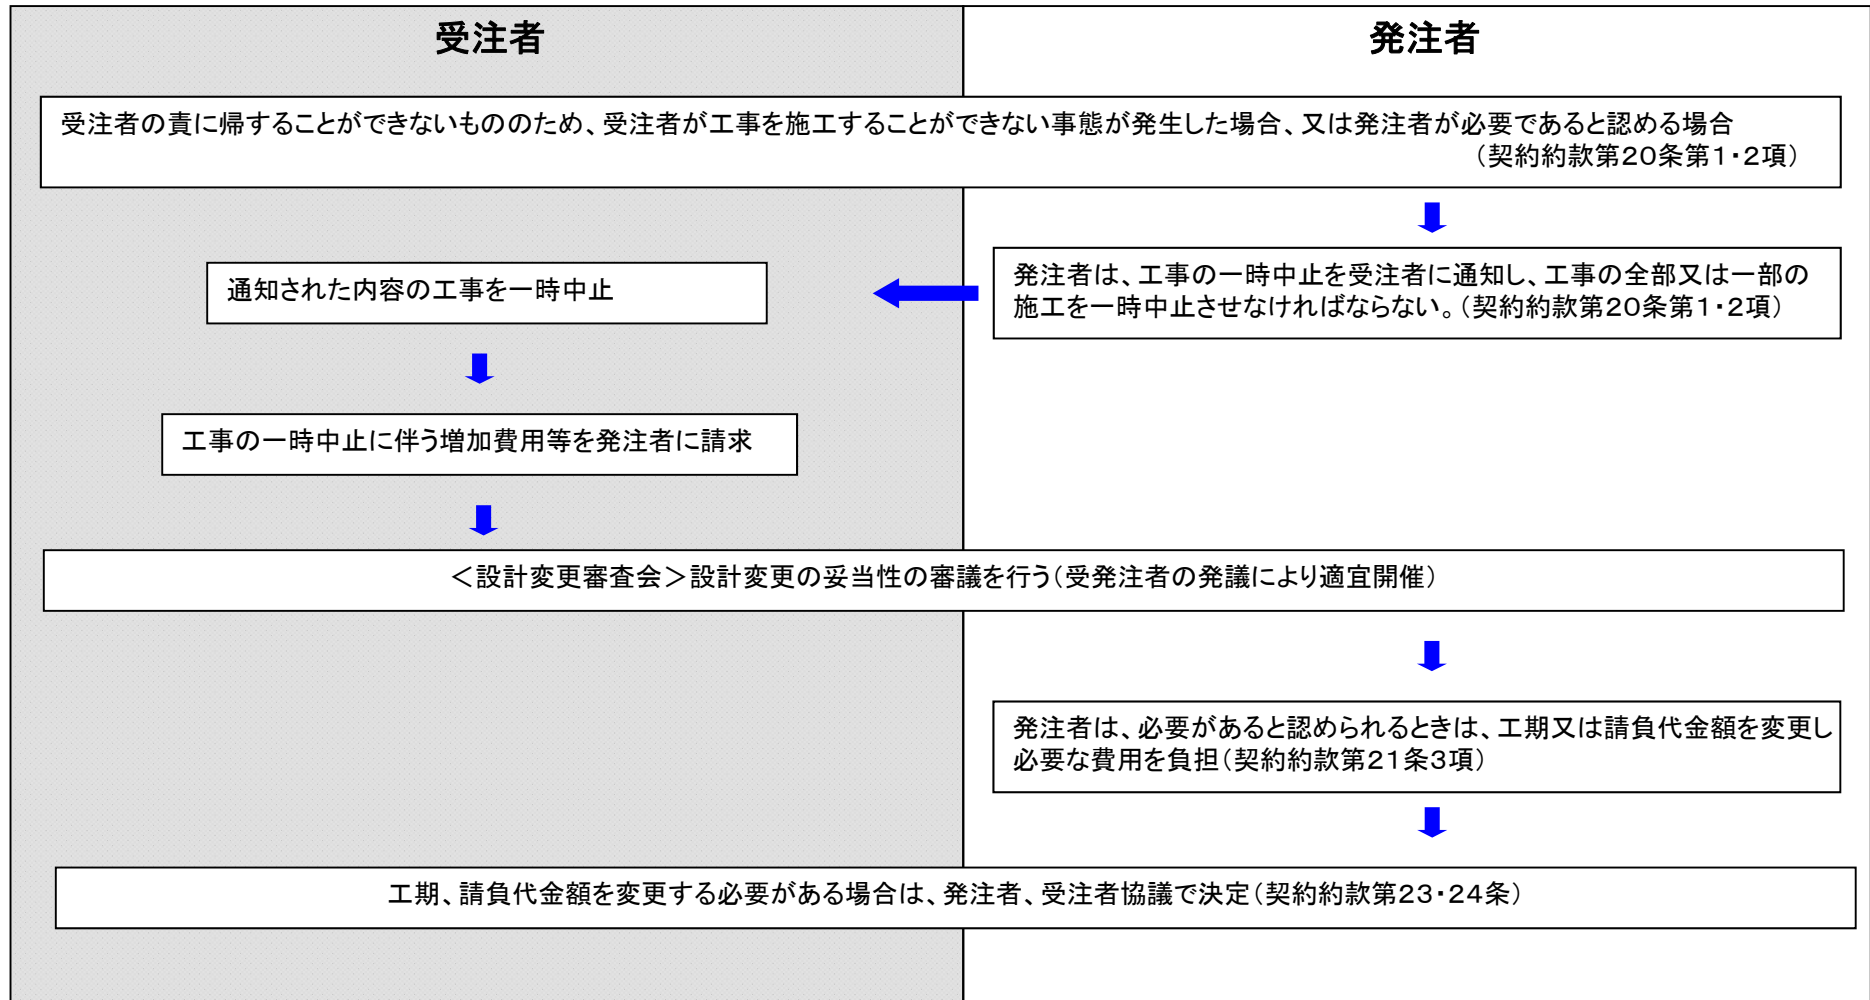 受注者
発注者
受注者の責に帰することができないもののため、受注者が工事を施工することができない事態が発生した場合、又は発注者が必要であると認める場合
（契約約款第２０条第１・２項）
発注者は、工事の一時中止を受注者に通知し、工事の全部又は一部の
施工を一時中止させなければならない。（契約約款第２０条第１・２項）
通知された内容の工事を一時中止
工事の一時中止に伴う増加費用等を発注者に請求
＜設計変更審査会＞設計変更の妥当性の審議を行う（受発注者の発議により適宜開催）
発注者は、必要があると認められるときは、工期又は請負代金額を変更し
必要な費用を負担（契約約款第２１条３項）
工期、請負代金額を変更する必要がある場合は、発注者、受注者協議で決定（契約約款第２３・２４条）